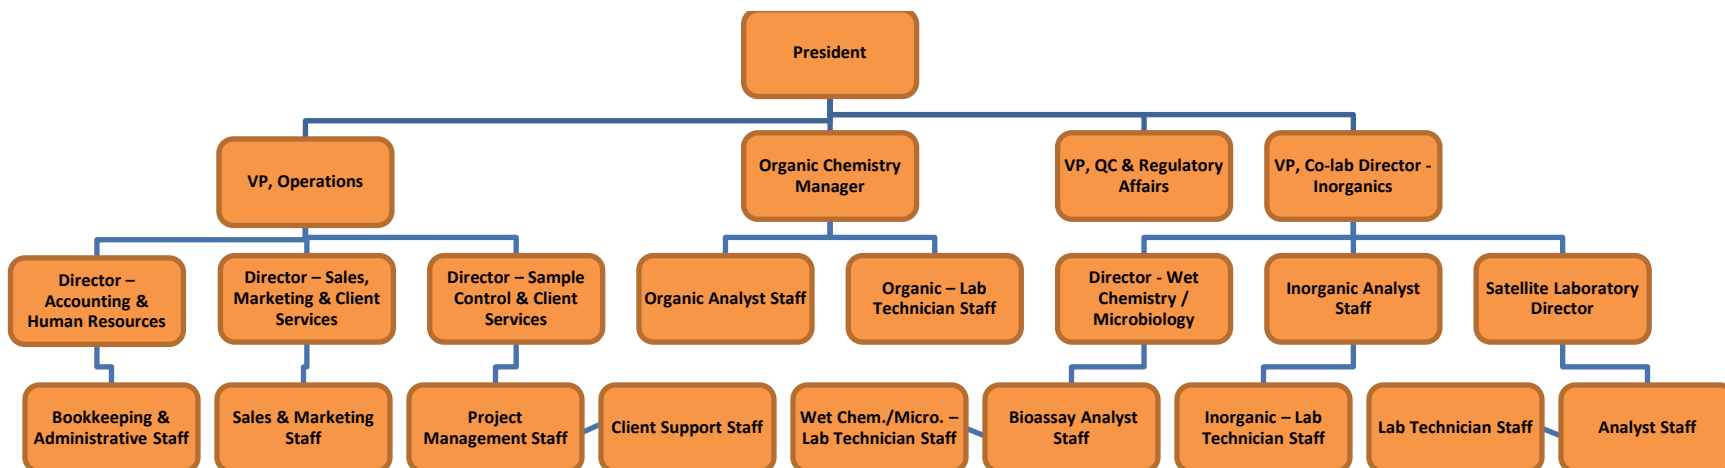 President
VP, Operations
Organic Chemistry
Manager
VP, QC & Regulatory
Affairs
VP, Co-lab Director -
Inorganics
Director –
Accounting &
Human Resources
Director – Sales,
Marketing & Client
Services
Director – Sample
Control & Client
Services
Organic Analyst Staff
Organic – Lab
Technician Staff
Director - Wet
Chemistry /
Microbiology
Inorganic Analyst
Staff
Satellite Laboratory
Director
Bookkeeping &
Administrative Staff
Sales & Marketing
Staff
Project
Management Staff
Client Support Staff
Wet Chem./Micro. –
Lab Technician Staff
Bioassay Analyst
Staff
Inorganic – Lab
Technician Staff
Lab Technician Staff
Analyst Staff